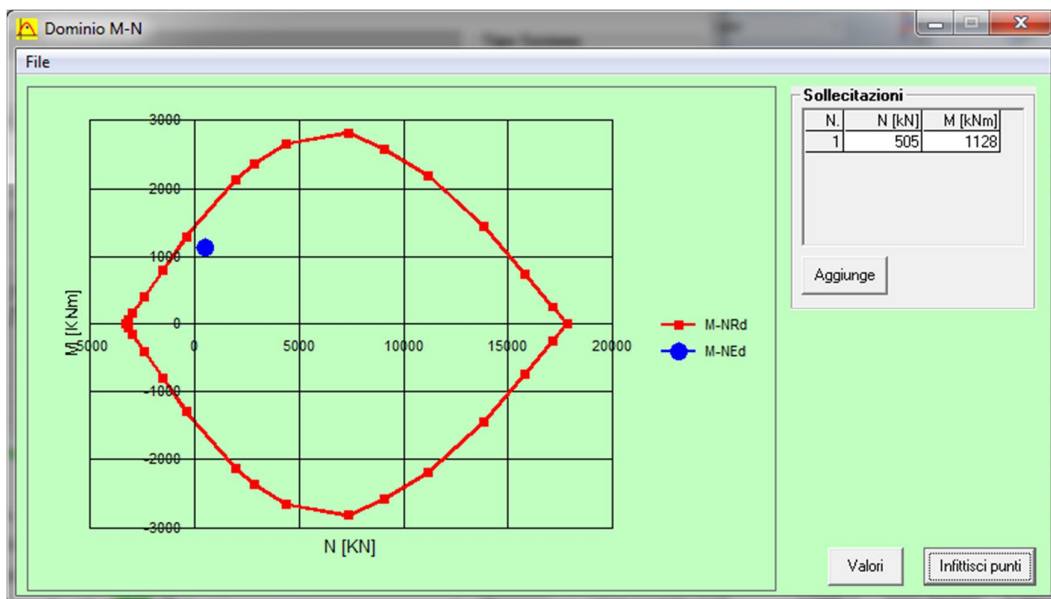 Dominio M-N
File
3000
2000
1000
0
-1000
-2000
-3000
M [KNm]
5000
0
5000
10000
15000
20000
N [KN]
M-NRd
M-NEd
Sollecitazioni
N. N [kN] M [kNm]
1 505 1128
Aggiunge
Valori
Infittisci punti